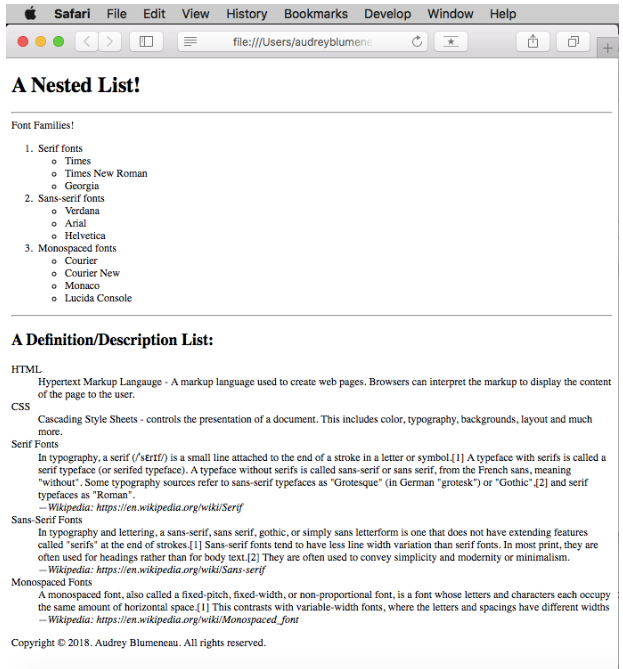 Safari File Edit View History Bookmarks Develop Window Help
file:///Users/audreyblumene
A Nested List!
Font Families!
1. Serif fonts
Times
Times New Roman
Georgia
2. Sans-serif fonts
Verdana
Arial
Helvetica
3. Monospaced fonts
Courier
Courier New
Monaco
Lucida Console
A Definition/Description List:
HTML
Hypertext Markup Langauge - A markup language used to create web pages. Browsers can interpret the markup to display the content
of the page to the user.
CSS
Cascading Style Sheets - controls the presentation of a document. This includes color, typography, backgrounds, layout and much
more.
Serif Fonts
In typography, a serif (/ˈsɛrɪf/) is a small line attached to the end of a stroke in a letter or symbol.[1] A typeface with serifs is called a
serif typeface (or serifed typeface). A typeface without serifs is called sans-serif or sans serif, from the French sans, meaning
"without". Some typography sources refer to sans-serif typefaces as "Grotesque" (in German "grotesk") or "Gothic",[2] and serif
typefaces as "Roman".
—Wikipedia: https://en.wikipedia.org/wiki/Serif
Sans-Serif Fonts
In typography and lettering, a sans-serif, sans serif, gothic, or simply sans letterform is one that does not have extending features
called "serifs" at the end of strokes.[1] Sans-serif fonts tend to have less line width variation than serif fonts. In most print, they are
often used for headings rather than for body text.[2] They are often used to convey simplicity and modernity or minimalism.
—Wikipedia: https://en.wikipedia.org/wiki/Sans-serif
Monospaced Fonts
A monospaced font, also called a fixed-pitch, fixed-width, or non-proportional font, is a font whose letters and characters each occupy
the same amount of horizontal space.[1] This contrasts with variable-width fonts, where the letters and spacings have different widths
—Wikipedia: https://en.wikipedia.org/wiki/Monospaced_font
Copyright © 2018. Audrey Blumeneau. All rights reserved.